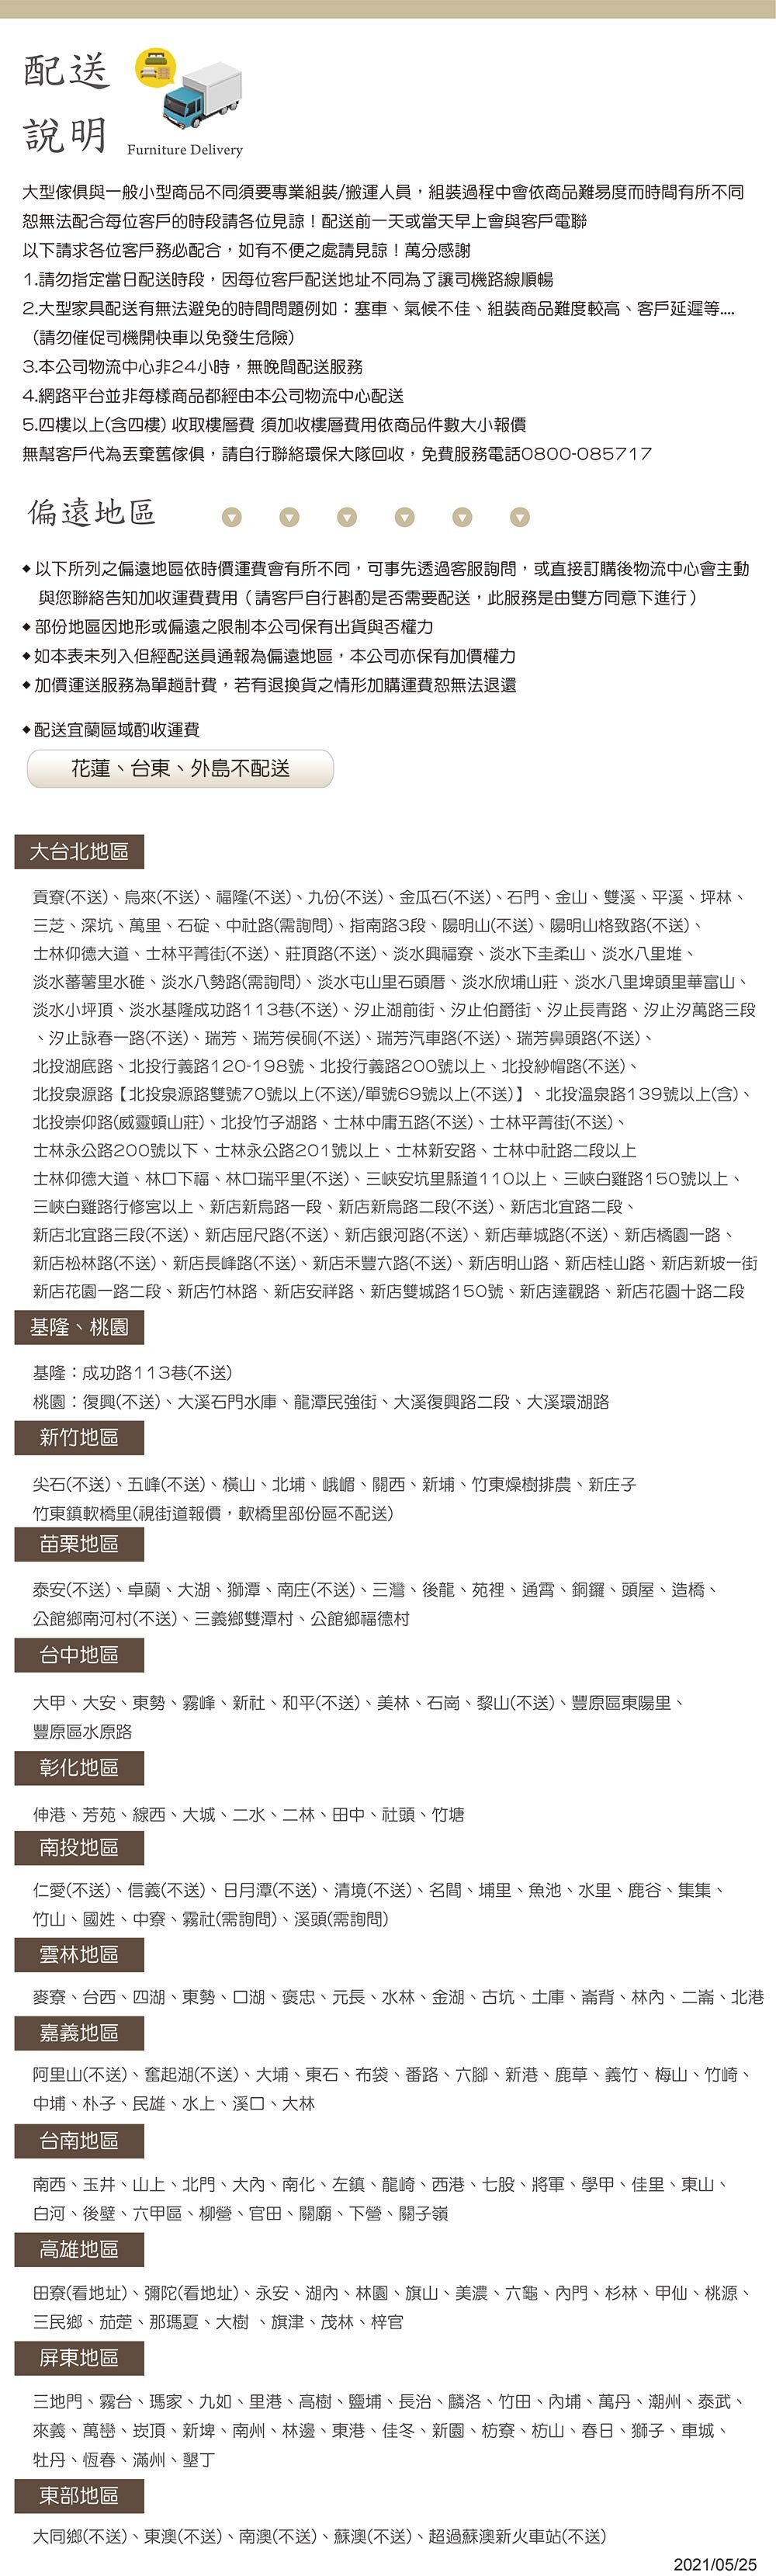 配送
說明
Furniture Delivery
大型傢俱與一般小型商品不同須要專業組裝/搬運人員，組裝過程中會依商品難易度而時間有所不同
恕無法配合每位客戶的時段請各位見諒！配送前一天或當天早上會與客戶電聯
以下請求各位客戶務必配合，如有不便之處請見諒！萬分感謝
1.請勿指定當日配送時段，因每位客戶配送地址不同為了讓司機路線順暢
2.大型家具配送有無法避免的時間問題例如：塞車、氣候不佳、組裝商品難度較高、客戶延遲等....
（請勿催促司機開快車以免發生危險）
3.本公司物流中心非24小時，無晚間配送服務
4.網路平台並非每樣商品都經由本公司物流中心配送
5.四樓以上(含四樓) 收取樓層費 須加收樓層費用依商品件數大小報價
無幫客戶代為丟棄舊傢俱，請自行聯絡環保大隊回收，免費服務電話0800-085717
偏遠地區
◆以下所列之偏遠地區依時價運費會有所不同，可事先透過客服詢問，或直接訂購後物流中心會主動
與您聯絡告知加收運費費用（請客戶自行斟酌是否需要配送，此服務是由雙方同意下進行）
◆部份地區因地形或偏遠之限制本公司保有出貨與否權力
◆如本表未列入但經配送員通報為偏遠地區，本公司亦保有加價權力
◆加價運送服務為單趟計費，若有退換貨之情形加購運費恕無法退還
◆配送宜蘭區域酌收運費
花蓮、台東、外島不配送
大台北地區
貢寮(不送)、烏來(不送)、福隆(不送)、九份(不送)、金瓜石(不送)、石門、金山、雙溪、平溪、坪林、
三芝、深坑、萬里、石碇、中社路(需詢問)、指南路3段、陽明山(不送)、陽明山格致路(不送)、
士林仰德大道、士林平菁街(不送)、莊頂路(不送)、淡水興福寮、淡水下圭柔山、淡水八里堆、
淡水蕃薯里水碓、淡水八勢路(需詢問)、淡水屯山里石頭厝、淡水欣埔山莊、淡水八里埤頭里華富山、
淡水小坪頂、淡水基隆成功路113巷(不送)、汐止湖前街、汐止伯爵街、汐止長青路、汐止汐萬路三段
、汐止詠春一路(不送)、瑞芳、瑞芳侯硐(不送)、瑞芳汽車路(不送)、瑞芳鼻頭路(不送)、
北投湖底路、北投行義路120-198號、北投行義路200號以上、北投紗帽路(不送)、
北投泉源路【北投泉源路雙號70號以上(不送)/單號69號以上(不送)】、北投溫泉路139號以上(含)、
北投崇仰路(威靈頓山莊)、北投竹子湖路、士林中庸五路(不送)、士林平菁街(不送)、
士林永公路200號以下、士林永公路201號以上、士林新安路、士林中社路二段以上
士林仰德大道、林口下福、林口瑞平里(不送)、三峽安坑里縣道110以上、三峽白雞路150號以上、
三峽白雞路行修宮以上、新店新烏路一段、新店新烏路二段(不送)、新店北宜路二段、
新店北宜路三段(不送)、新店屈尺路(不送)、新店銀河路(不送)、新店華城路(不送)、新店橘園一路、
新店松林路(不送)、新店長峰路(不送)、新店禾豐六路(不送)、新店明山路、新店桂山路、新店新坡一街
新店花園一路二段、新店竹林路、新店安祥路、新店雙城路150號、新店達觀路、新店花園十路二段
基隆、桃園
基隆：成功路113巷(不送)
桃園：復興(不送)、大溪石門水庫、龍潭民強街、大溪復興路二段、大溪環湖路
新竹地區
尖石(不送)、五峰(不送)、橫山、北埔、峨嵋、關西、新埔、竹東燥樹排農、新庄子
竹東鎮軟橋里(視街道報價，軟橋里部份區不配送)
苗栗地區
泰安(不送)、卓蘭、大湖、獅潭、南庄(不送)、三灣、後龍、苑裡、通霄、銅鑼、頭屋、造橋、
公館鄉南河村(不送)、三義鄉雙潭村、公館鄉福德村
台中地區
大甲、大安、東勢、霧峰、新社、和平(不送)、美林、石崗、黎山(不送)、豐原區東陽里、
豐原區水原路
彰化地區
伸港、芳苑、線西、大城、二水、二林、田中、社頭、竹塘
南投地區
仁愛(不送)、信義(不送)、日月潭(不送)、清境(不送)、名間、埔里、魚池、水里、鹿谷、集集、
竹山、國姓、中寮、霧社(需詢問)、溪頭(需詢問)
雲林地區
麥寮、台西、四湖、東勢、口湖、褒忠、元長、水林、金湖、古坑、土庫、崙背、林內、二崙、北港
嘉義地區
阿里山(不送)、奮起湖(不送)、大埔、東石、布袋、番路、六腳、新港、鹿草、義竹、梅山、竹崎、
中埔、朴子、民雄、水上、溪口、大林
台南地區
南西、玉井、山上、北門、大內、南化、左鎮、龍崎、西港、七股、將軍、學甲、佳里、東山、
白河、後壁、六甲區、柳營、官田、關廟、下營、關子嶺
高雄地區
田寮(看地址)、彌陀(看地址)、永安、湖內、林園、旗山、美濃、六龜、內門、杉林、甲仙、桃源、
三民鄉、茄萣、那瑪夏、大樹 、旗津、茂林、梓官
屏東地區
三地門、霧台、瑪家、九如、里港、高樹、鹽埔、長治、麟洛、竹田、內埔、萬丹、潮州、泰武、
來義、萬巒、崁頂、新埤、南州、林邊、東港、佳冬、新園、枋寮、枋山、春日、獅子、車城、
牡丹、恆春、滿州、墾丁
東部地區
大同鄉(不送)、東澳(不送)、南澳(不送)、蘇澳(不送)、超過蘇澳新火車站(不送)
2021/05/25